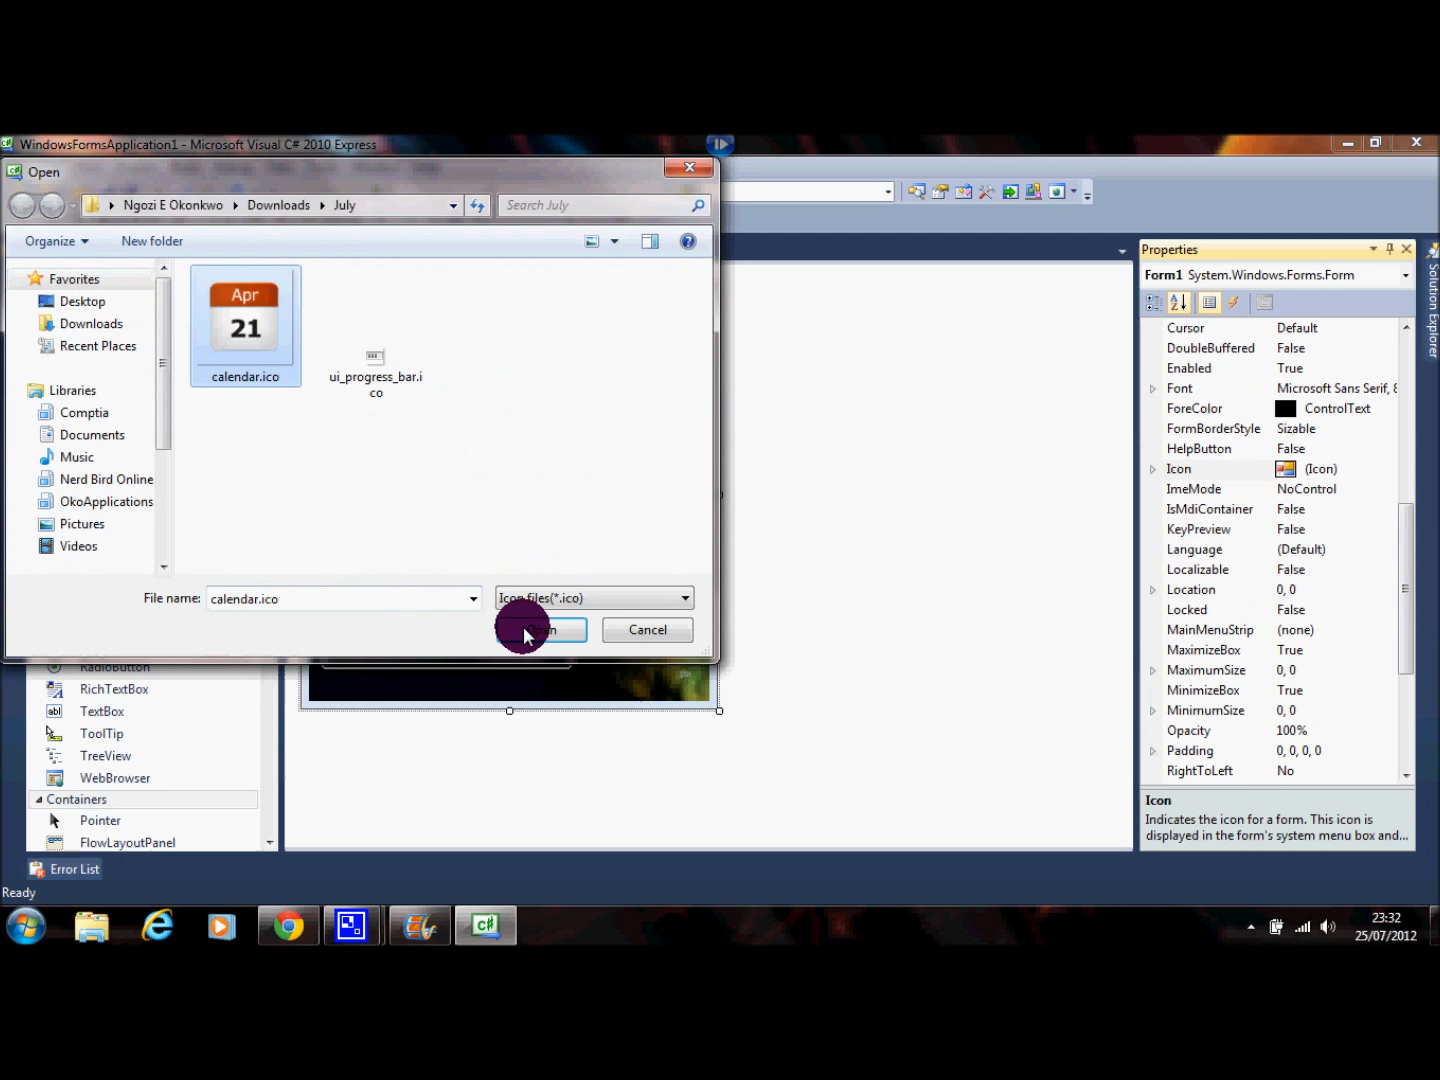 WindowsFormsApplication1 - Microsoft Visual C# 2010 Express
Open
Ngozi E Okonkwo Downloads July
Search July
Organize
New folder
Favorites
Desktop
Downloads
Recent Places
Libraries
Comptia
Documents
Music
Nerd Bird Online
OkoApplications
Pictures
Videos
Apr
21
calendar.ico
ui_progress_bar.i
co
File name: calendar.ico
Icon files(*.ico)
Open
Cancel
RadioButton
RichTextBox
abl TextBox
ToolTip
TreeView
WebBrowser
Containers
Pointer
FlowLayoutPanel
Properties
Form1 System.Windows.Forms.Form
Cursor Default
DoubleBuffered False
Enabled True
Font Microsoft Sans Serif, 8
ForeColor ControlText
FormBorderStyle Sizable
HelpButton False
Icon (Icon)
ImeMode NoControl
IsMdiContainer False
KeyPreview False
Language (Default)
Localizable False
Location 0, 0
Locked False
MainMenuStrip (none)
MaximizeBox True
MaximumSize 0, 0
MinimizeBox True
MinimumSize 0, 0
Opacity 100%
Padding 0, 0, 0, 0
RightToLeft No
Icon
Indicates the icon for a form. This icon is
displayed in the form's system menu box and...
Solution Explorer
Error List
Ready
C#
23:32
25/07/2012